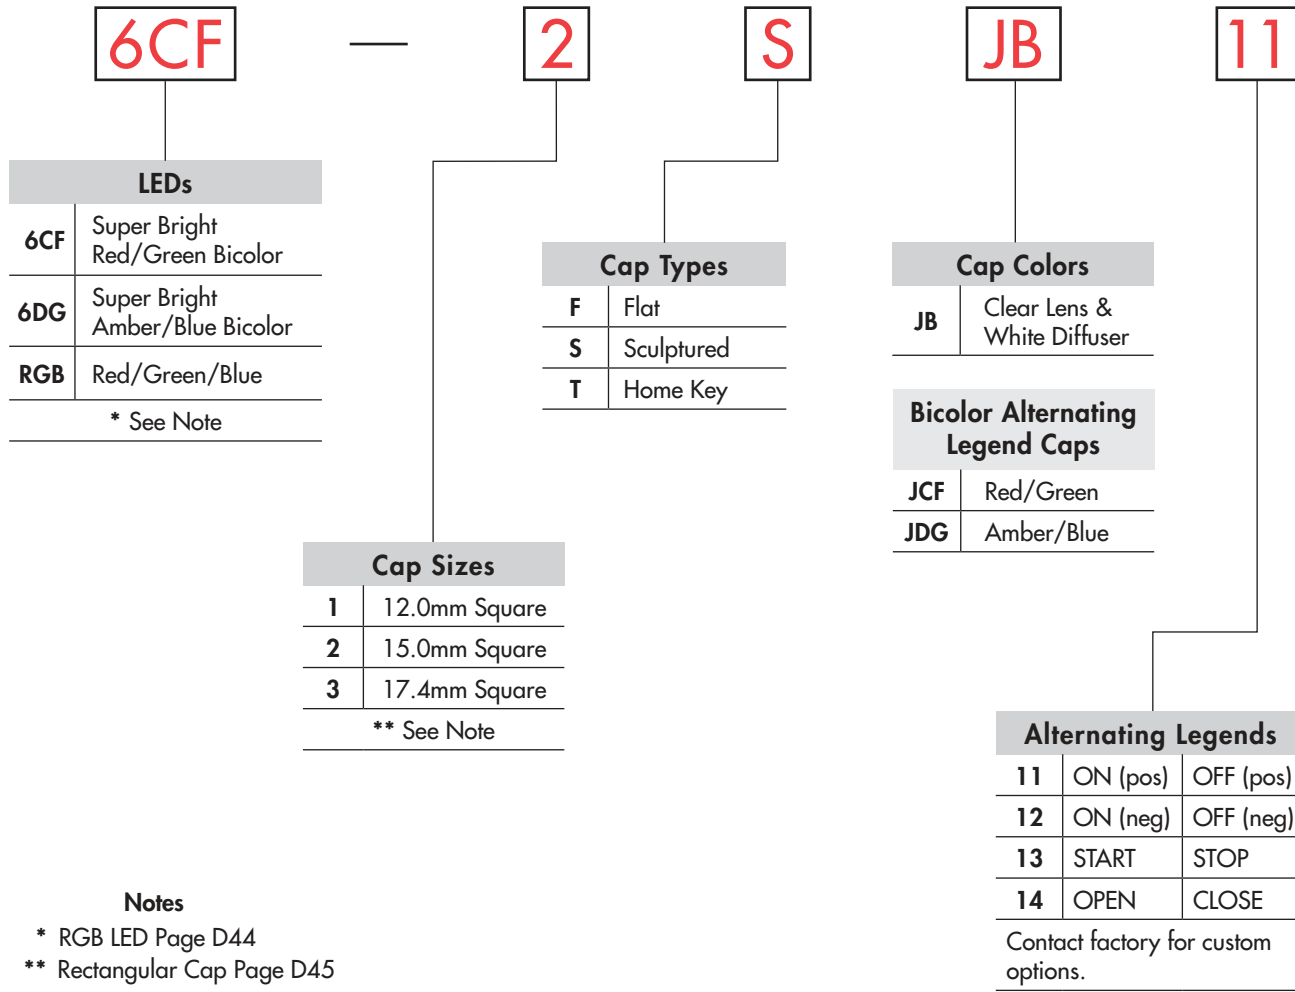 6CF — 2 S JB 11
LEDs
6CF Super Bright
Red/Green Bicolor
6DG Super Bright
Amber/Blue Bicolor
RGB Red/Green/Blue
* See Note
Cap Sizes
1 12.0mm Square
2 15.0mm Square
3 17.4mm Square
** See Note
Cap Types
F Flat
S Sculptured
T Home Key
Cap Colors
JB Clear Lens &
White Diffuser
Bicolor Alternating
Legend Caps
JCF Red/Green
JDG Amber/Blue
Alternating Legends
11 ON (pos) OFF (pos)
12 ON (neg) OFF (neg)
13 START STOP
14 OPEN CLOSE
Contact factory for custom
options.
Notes
* RGB LED Page D44
** Rectangular Cap Page D45